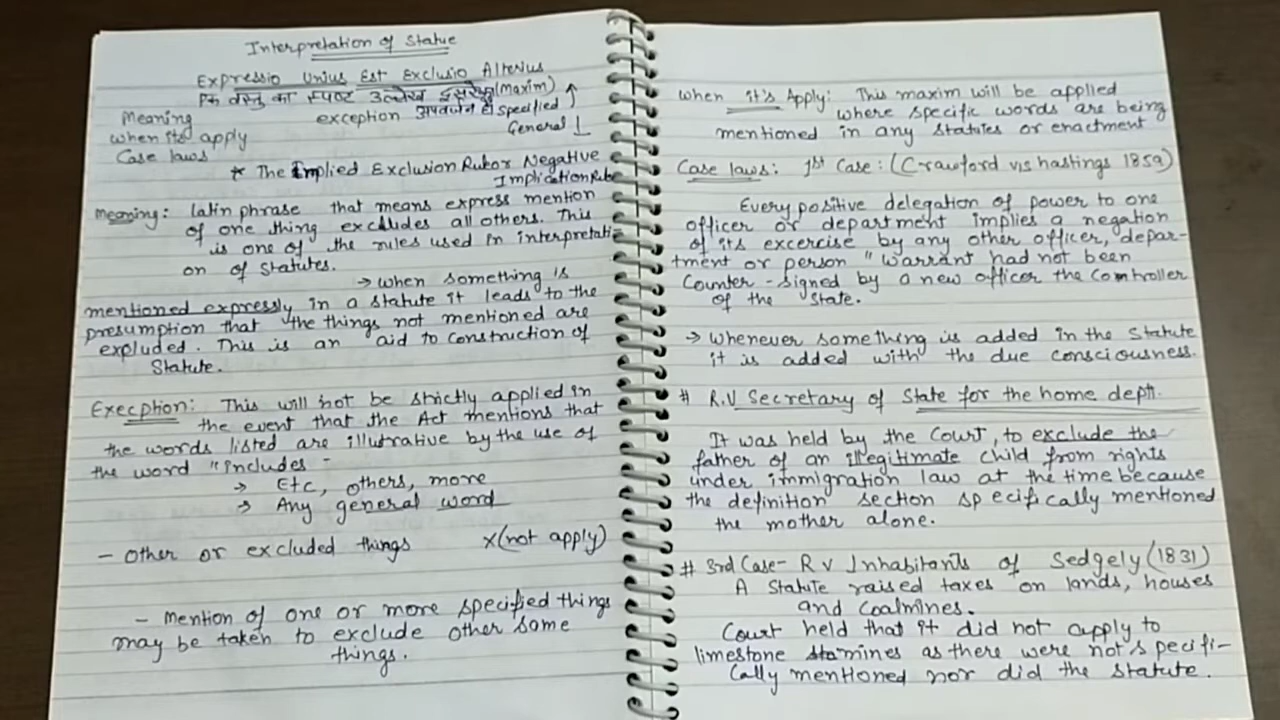 Interpretation of Statue
Expressio Unius Est Exclusio Alterius
एक वस्तु का स्पष्ट उल्लेख दूसरे का (Maxim)
Meaning exception अपवर्जन है Specified
when its apply General
Case laws
* The Implied Exclusion Rule or Negative
Implication Rule
Meaning: latin phrase that means express mention
of one thing excludes all others. This
is one of the rules used in interpretati-
on of statutes.
→ when something is
mentioned expressly in a statute it leads to the
presumption that the things not mentioned are
expluded. This is an aid to construction of
Statute.
Execption: This will not be strictly applied in
the event that the Act mentions that
the words listed are illutrative by the use of
the word "includes -
→ Etc, others, more
→ Any general word
- Other or excluded things x(not apply)
- Mention of one or more specified things
may be taken to exclude other some
things.
when it's Apply: This maxim will be applied
where specific words are being
mentioned in any statutes or enactment
Case laws: 1st Case: (Crawford v/s hastings 1859)
Every positive delegation of power to one
officer or department implies a negation
of its excercise by any other officer, depar-
tment or person " warrant had not been
Counter-signed by a new officer the Controller
of the State.
→ Whenever something is added in the Statute
it is added with the due consciousness.
# R.V Secretary of State for the home deptt.
It was held by the Court, to exclude the
father of an illegitimate child from rights
under immigration law at the time because
the definition section specifically mentioned
the mother alone.
# 3rd Case- R v Inhabitants of Sedgely (1831)
A Statute raised taxes on lands, houses
and Coalmines.
Court held that it did not apply to
limestone mines as there were not specifi-
cally mentioned nor did the statute.